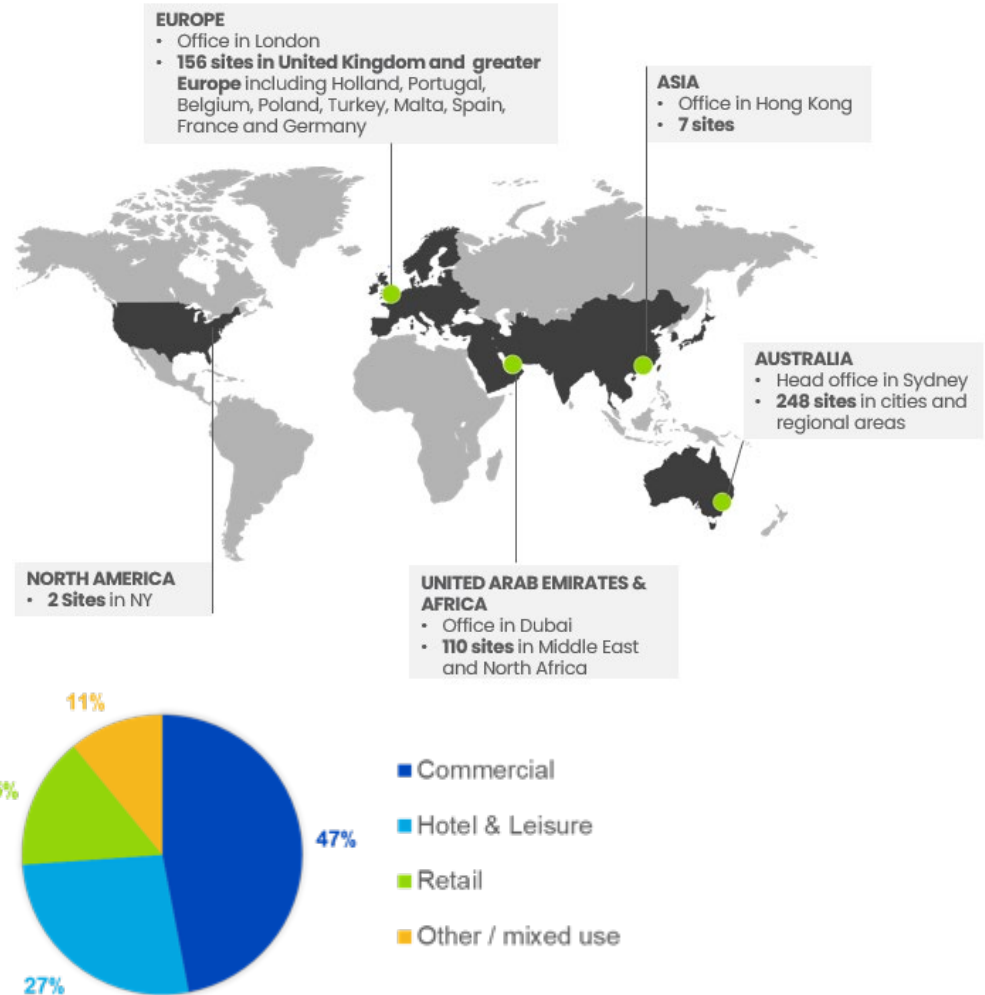 EUROPE
• Office in London
• 156 sites in United Kingdom and greater
Europe including Holland, Portugal,
Belgium, Poland, Turkey, Malta, Spain,
France and Germany
ASIA
• Office in Hong Kong
• 7 sites
AUSTRALIA
• Head office in Sydney
• 248 sites in cities and
regional areas
NORTH AMERICA
• 2 Sites in NY
UNITED ARAB EMIRATES &
AFRICA
• Office in Dubai
• 110 sites in Middle East
and North Africa
11%
47%
27%
Commercial
Hotel & Leisure
Retail
Other / mixed use